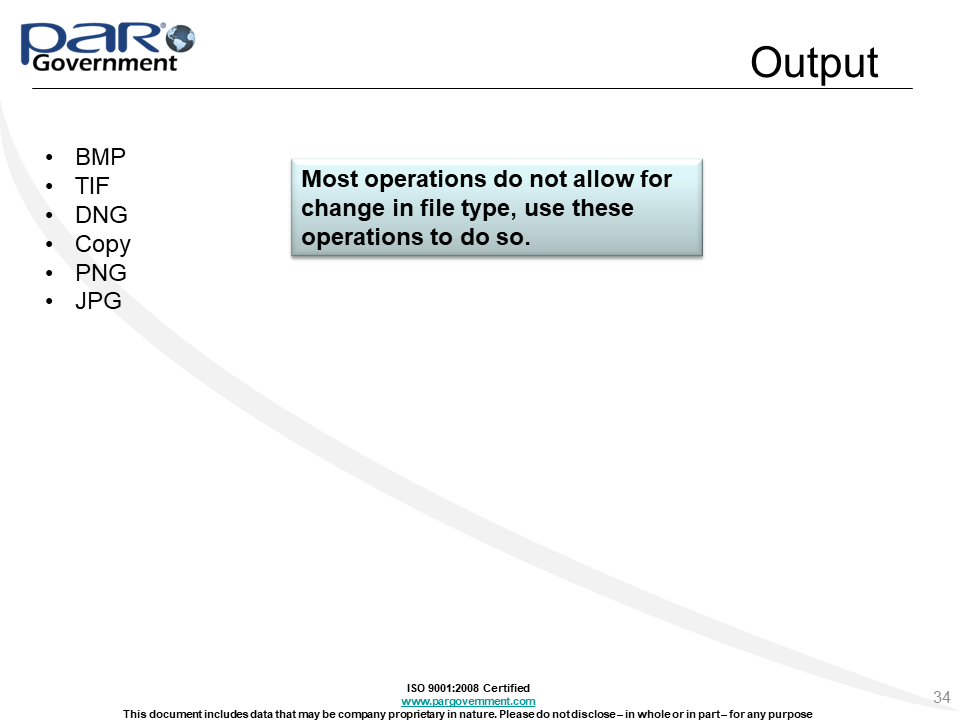 PAR® Government
Output
• BMP
• TIF
• DNG
• Copy
• PNG
• JPG
Most operations do not allow for
change in file type, use these
operations to do so.
ISO 9001:2008 Certified
www.pargovernment.com
This document includes data that may be company proprietary in nature. Please do not disclose – in whole or in part – for any purpose
34